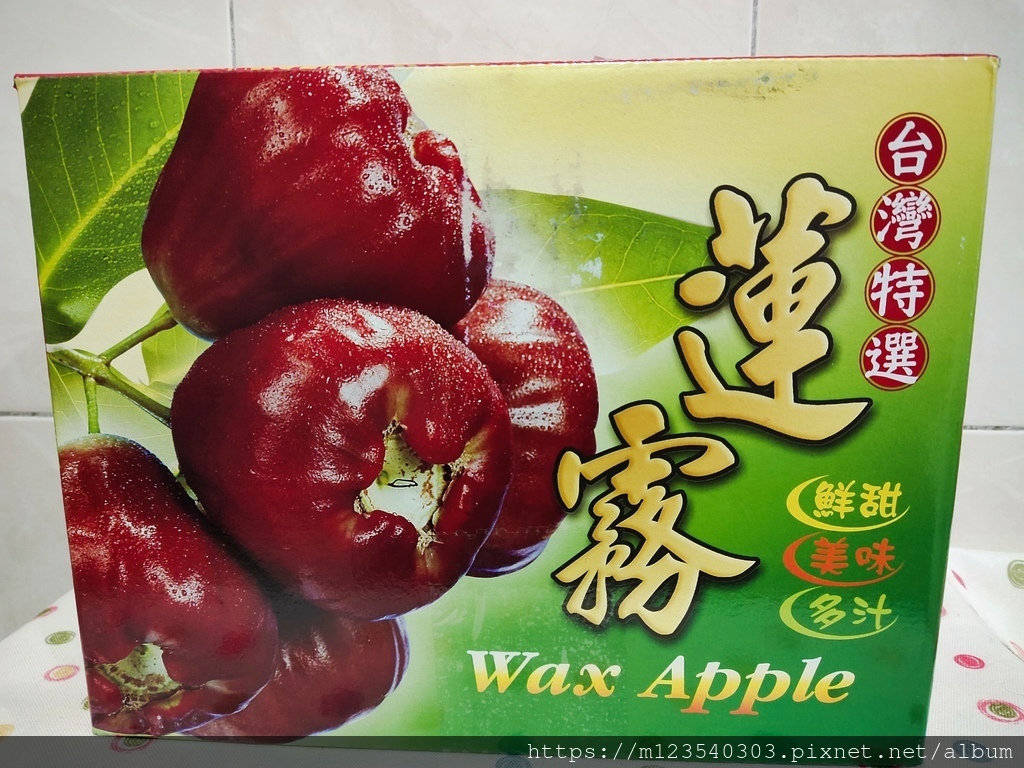 台灣特選
蓮霧
鮮甜
美味
多汁
Wax Apple
https://m123540303.pixnet.net/album